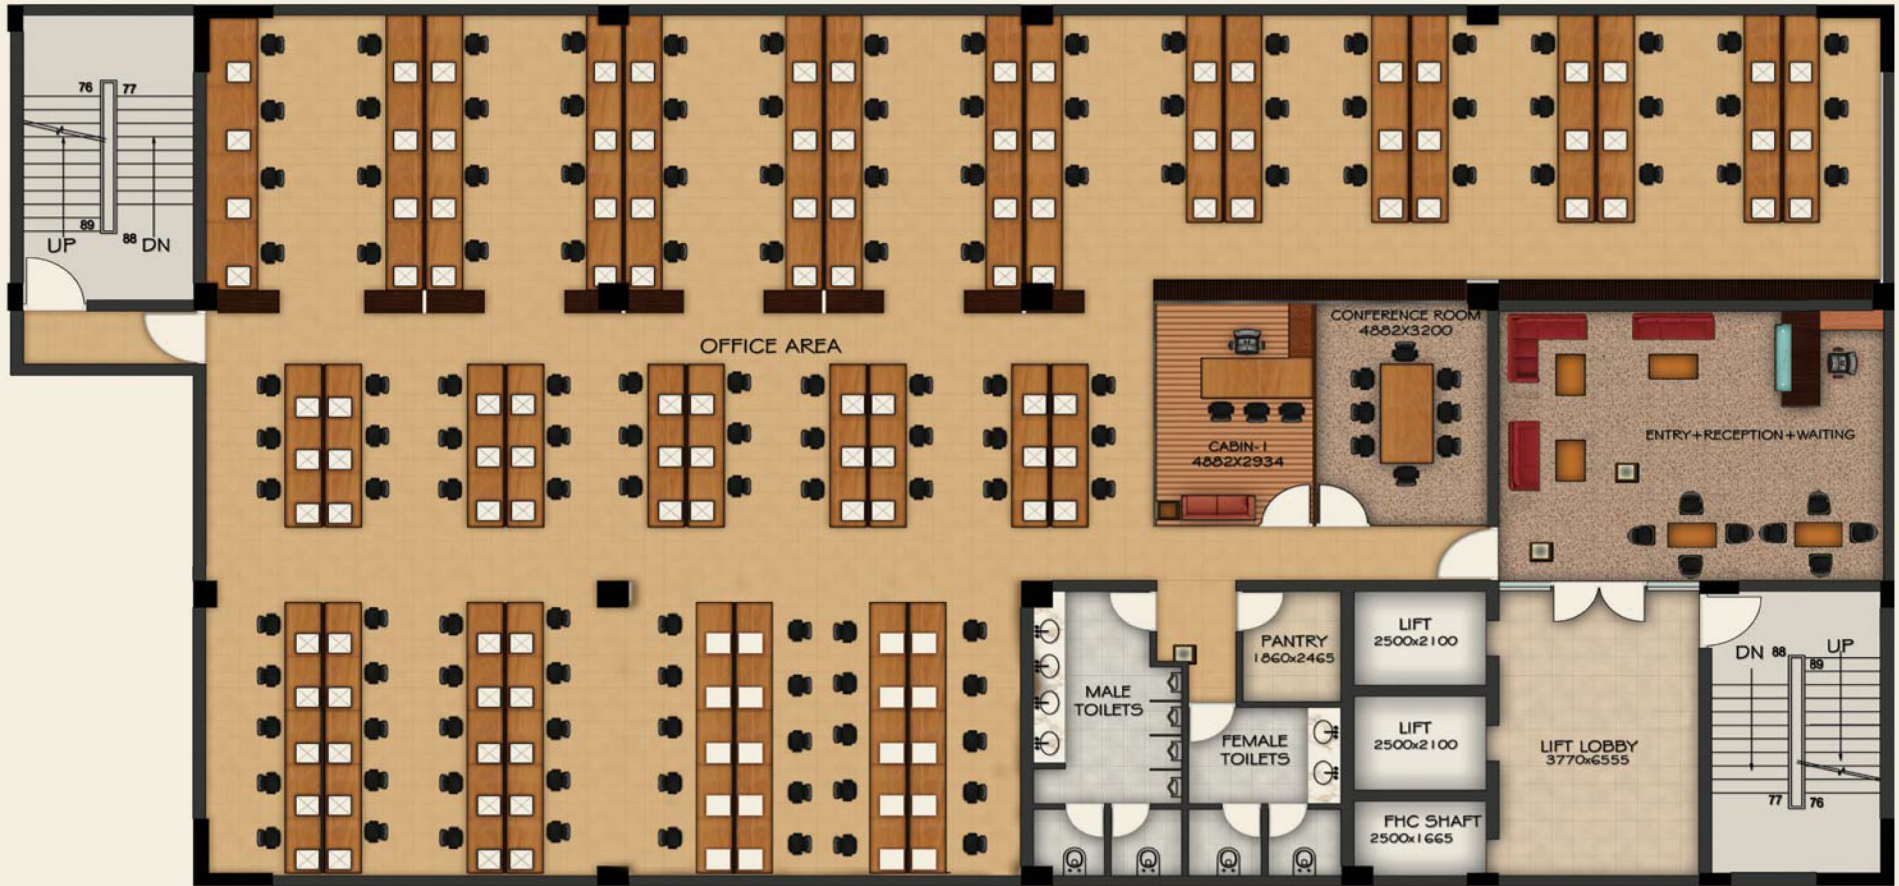 76 77
89
88
UP
DN
OFFICE AREA
CONFERENCE ROOM
4882X3200
CABIN-1
4882X2934
ENTRY+RECEPTION+WAITING
MALE
TOILETS
PANTRY
1860x2465
FEMALE
TOILETS
LIFT
2500x2100
LIFT
2500x2100
FHC SHAFT
2500x1665
LIFT LOBBY
3770x6555
DN 88
89
UP
77 76